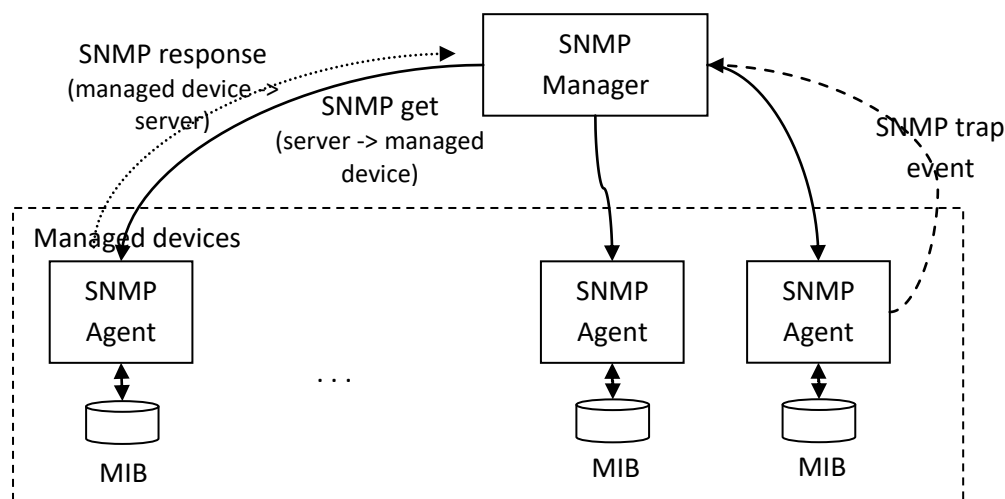 SNMP response
(managed device ->
server)
SNMP get
(server -> managed
device)
SNMP
Manager
SNMP trap
event
Managed devices
SNMP
Agent
MIB
. . .
SNMP
Agent
MIB
SNMP
Agent
MIB